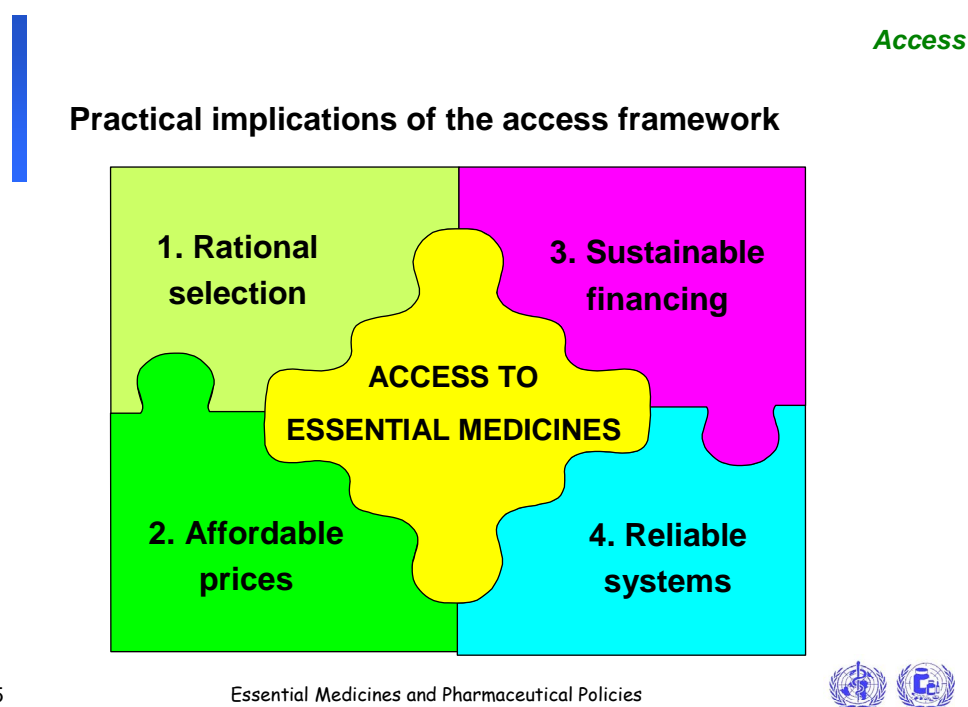 Access
Practical implications of the access framework
1. Rational
selection
3. Sustainable
financing
ACCESS TO
ESSENTIAL MEDICINES
2. Affordable
prices
4. Reliable
systems
Essential Medicines and Pharmaceutical Policies